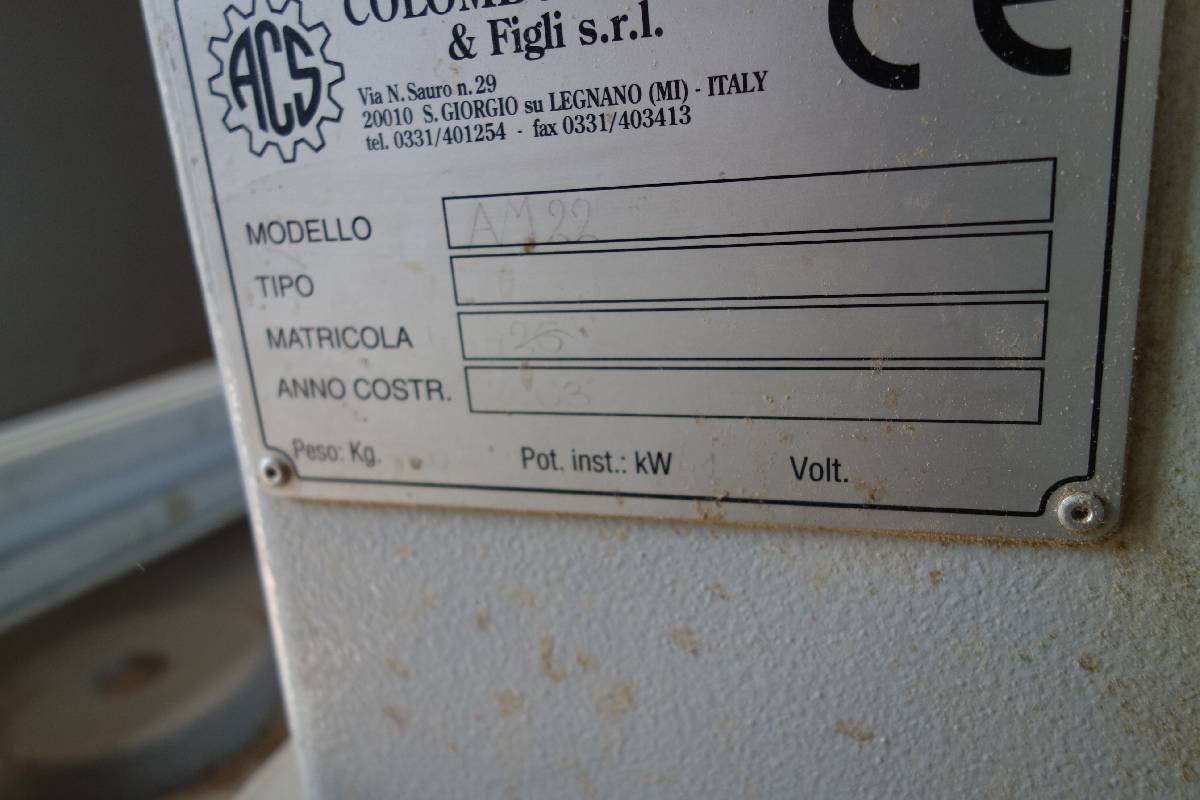 ACS
& Figli s.r.l.
Via N. Sauro n. 29
20010 S. GIORGIO su LEGNANO (MI) - ITALY
tel. 0331/401254 - fax 0331/403413
CE
MODELLO AM22
TIPO
MATRICOLA
ANNO COSTR.
Peso: Kg. Pot. inst.: kW Volt.